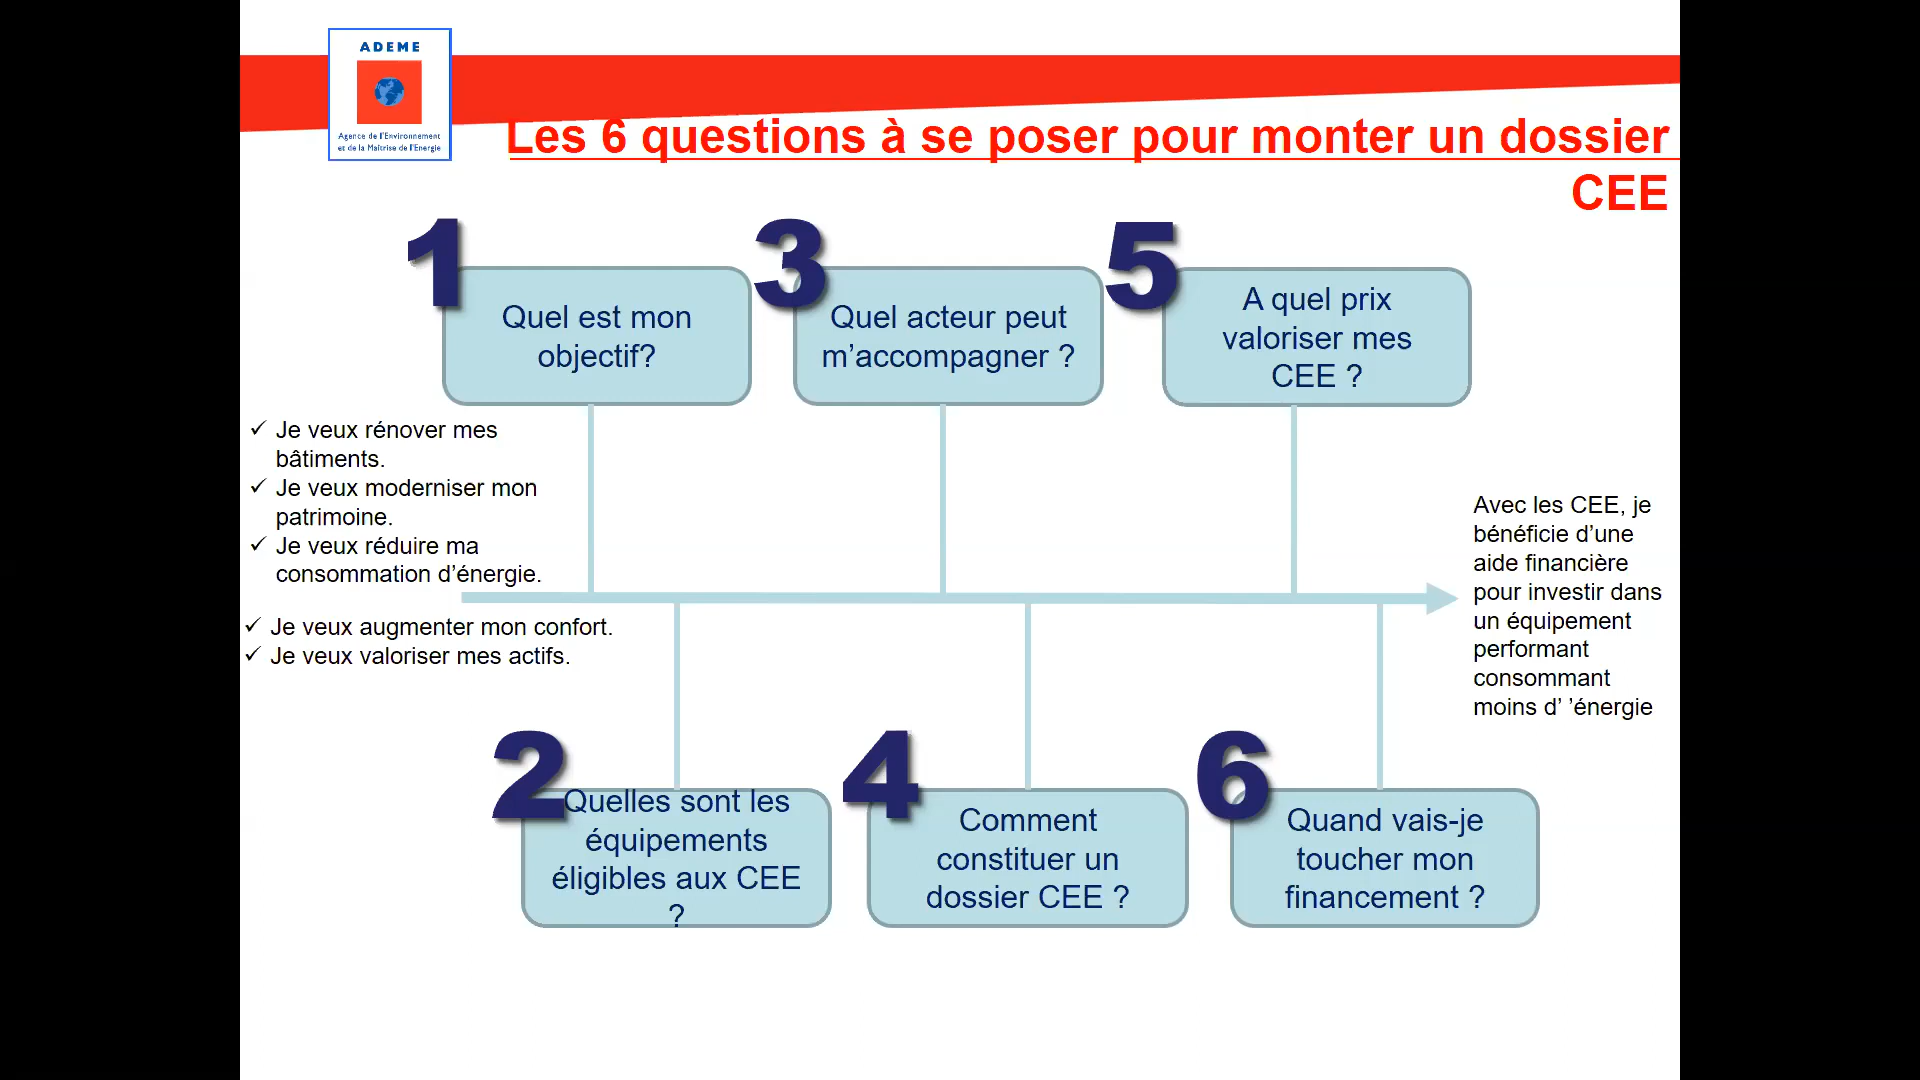 ADEME
Agence de l'Environnement
et de la Maîtrise de l'Energie
Les 6 questions à se poser pour monter un dossier
CEE
1
Quel est mon
objectif?
3
Quel acteur peut
m’accompagner ?
5
A quel prix
valoriser mes
CEE ?
✓ Je veux rénover mes
bâtiments.
✓ Je veux moderniser mon
patrimoine.
✓ Je veux réduire ma
consommation d’énergie.
✓ Je veux augmenter mon confort.
✓ Je veux valoriser mes actifs.
Avec les CEE, je
bénéficie d’une
aide financière
pour investir dans
un équipement
performant
consommant
moins d’ ’énergie
2
Quelles sont les
équipements
éligibles aux CEE
?
4
Comment
constituer un
dossier CEE ?
6
Quand vais-je
toucher mon
financement ?